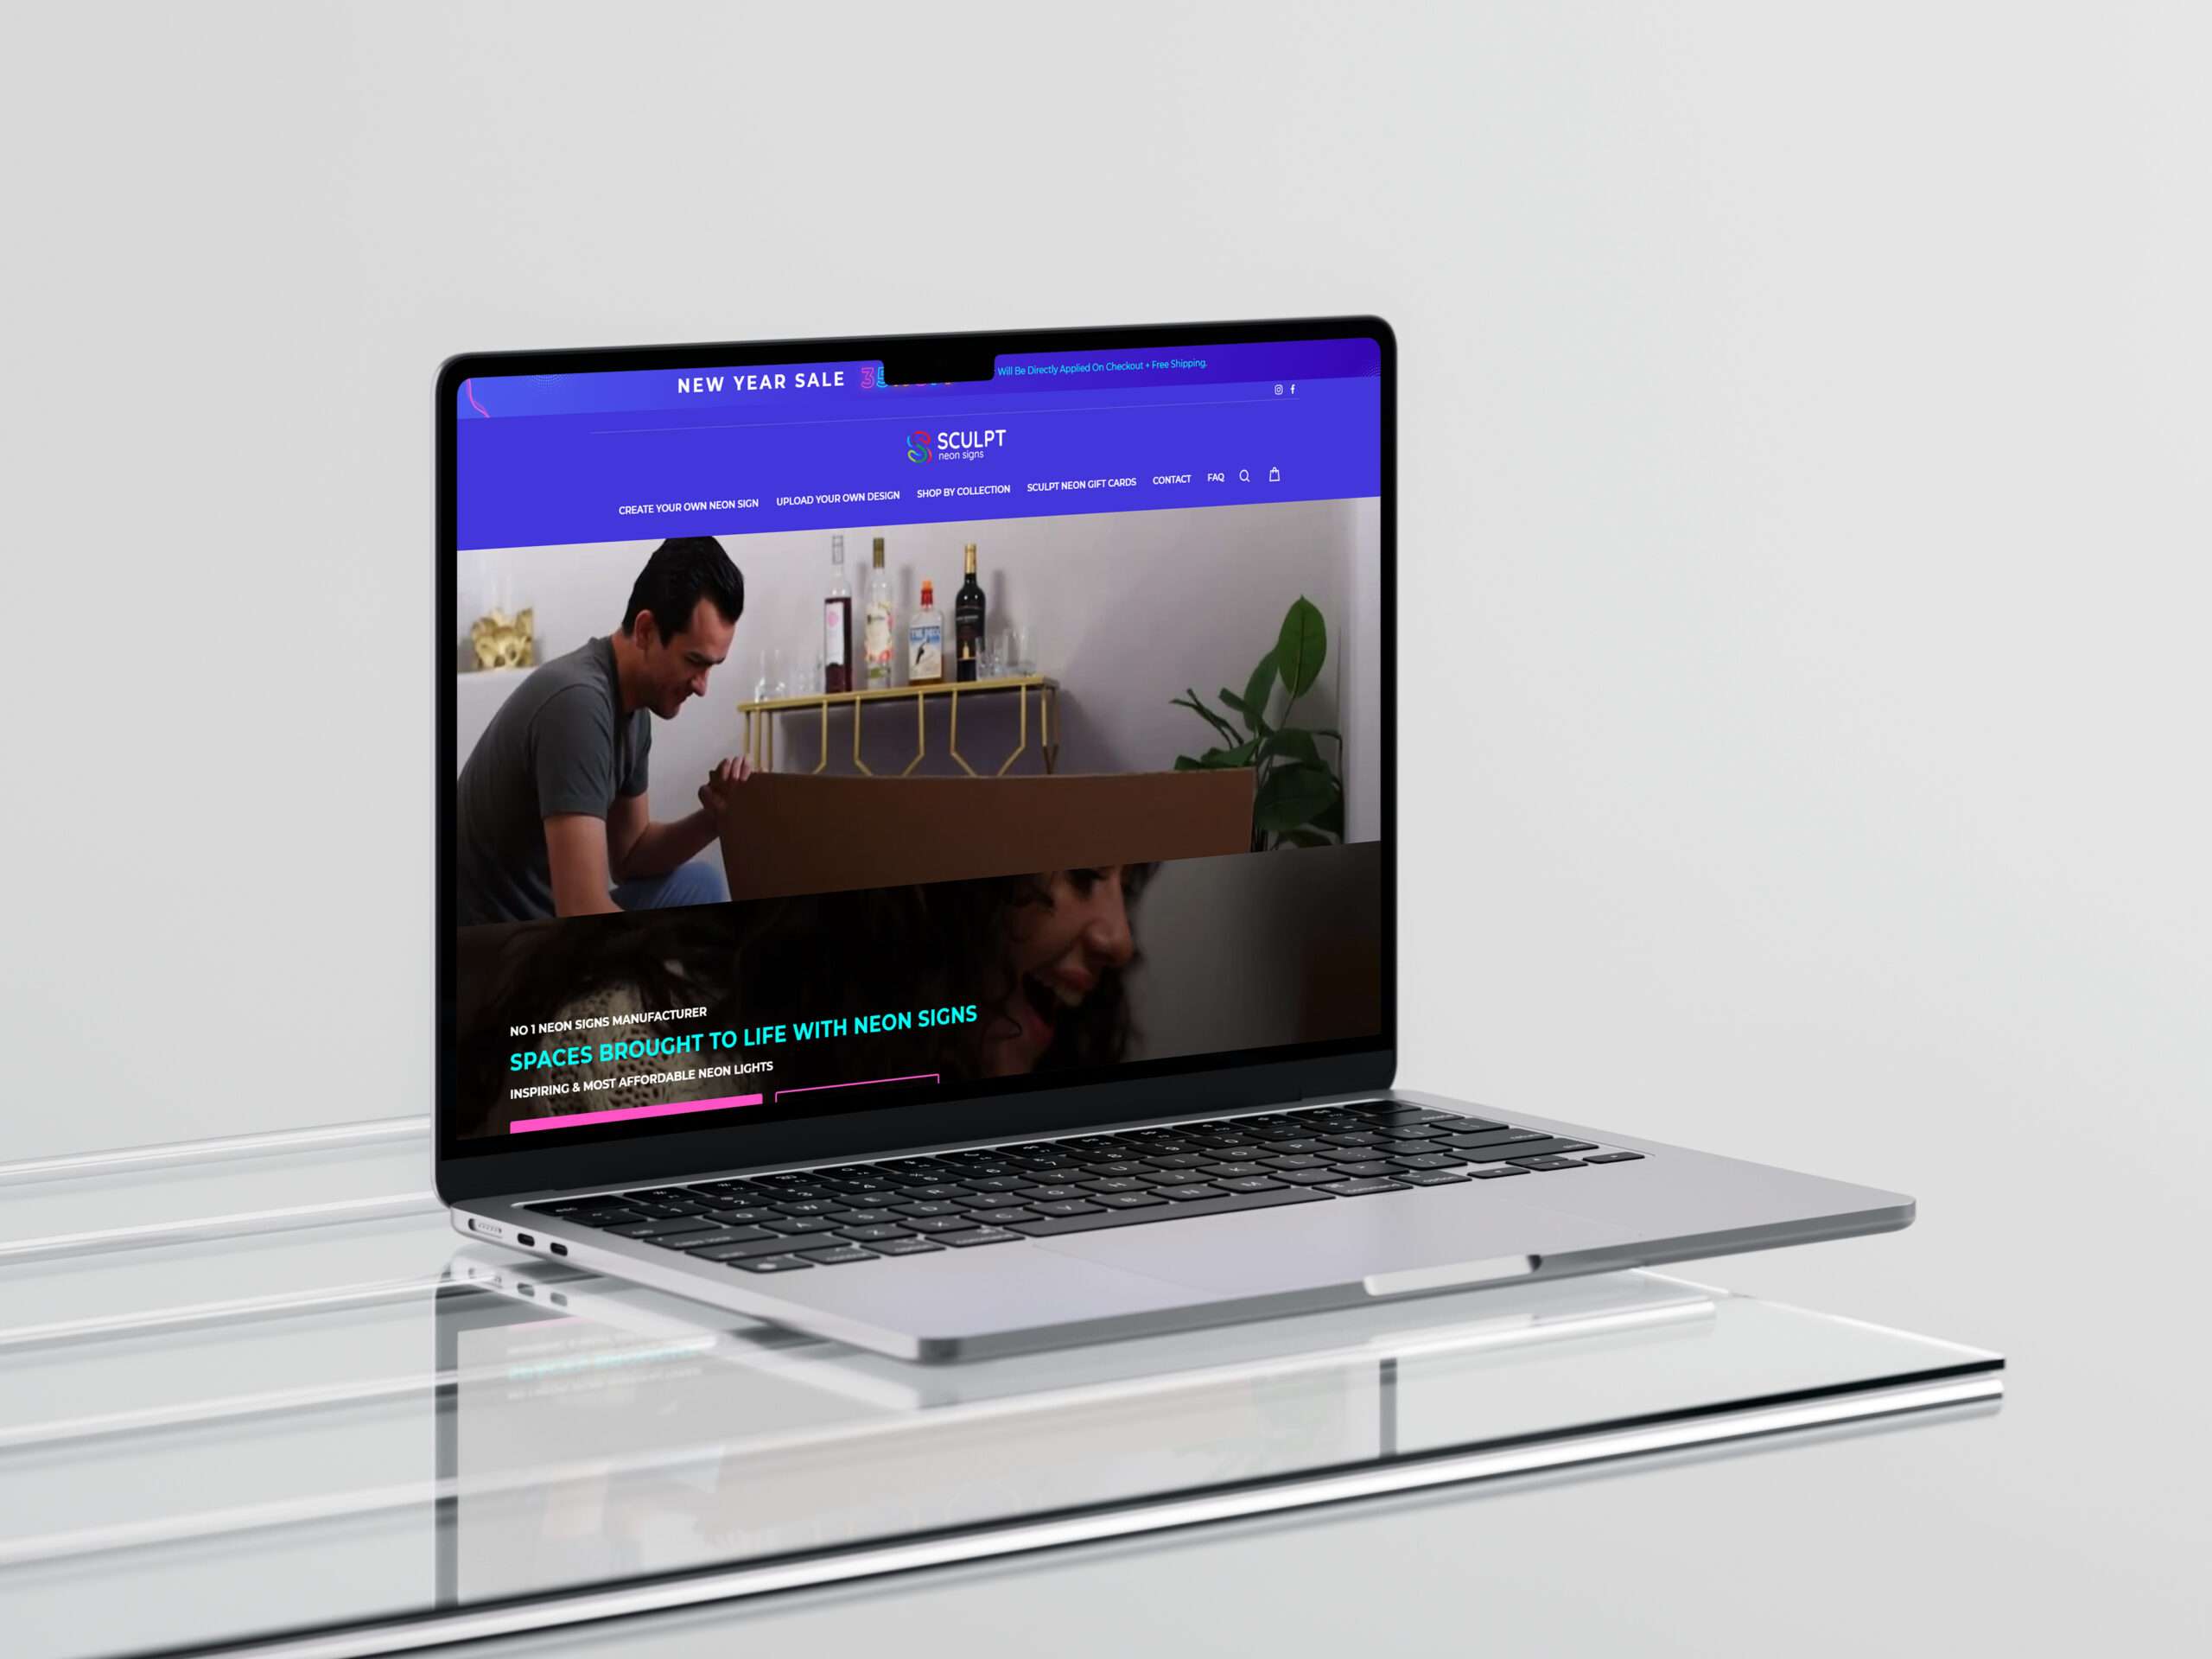 NEW YEAR SALE
Will Be Directly Applied On Checkout + Free Shipping.
SCULPT
neon signs
CREATE YOUR OWN NEON SIGN UPLOAD YOUR OWN DESIGN SHOP BY COLLECTION SCULPT NEON GIFT CARDS CONTACT FAQ
NO 1 NEON SIGNS MANUFACTURER
SPACES BROUGHT TO LIFE WITH NEON SIGNS
INSPIRING & MOST AFFORDABLE NEON LIGHTS